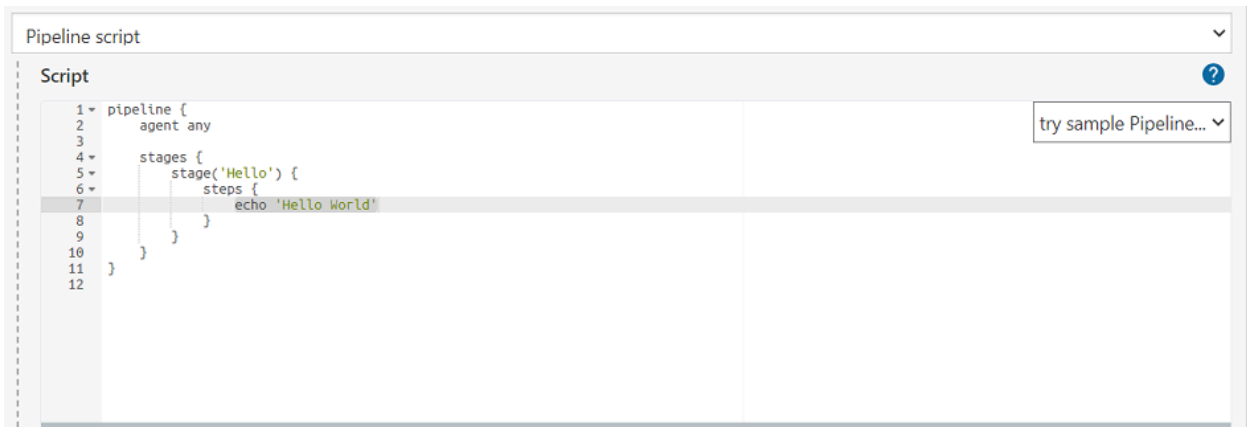 Pipeline script
Script
?
try sample Pipeline...
1 pipeline {
2     agent any
3
4     stages {
5         stage('Hello') {
6             steps {
7                 echo 'Hello World'
8             }
9         }
10     }
11 }
12